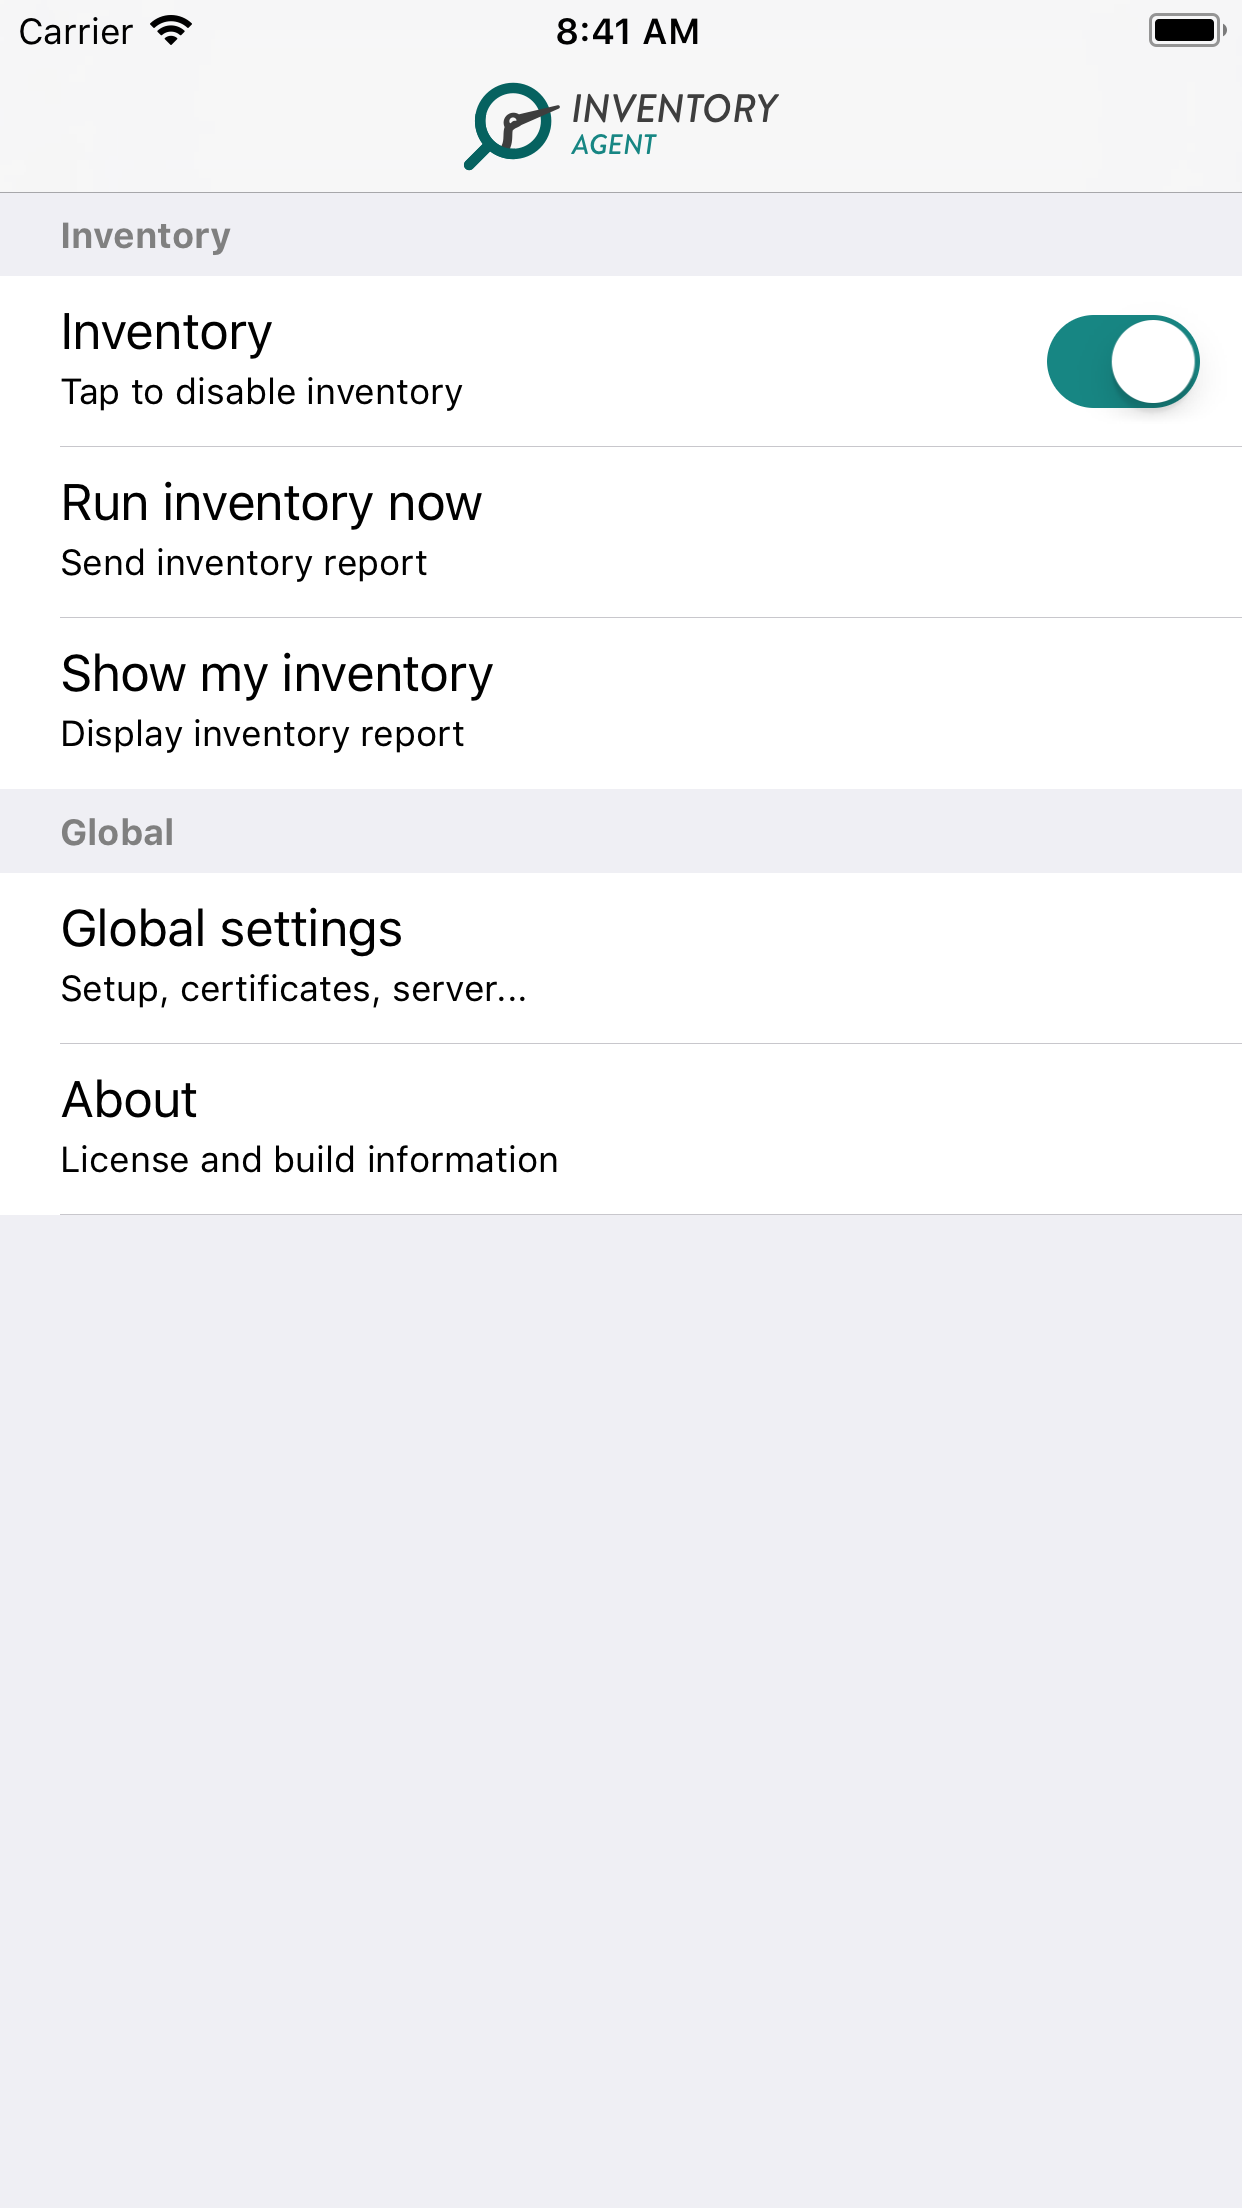 Carrier 8:41 AM
INVENTORY
AGENT
Inventory
Inventory
Tap to disable inventory
Run inventory now
Send inventory report
Show my inventory
Display inventory report
Global
Global settings
Setup, certificates, server...
About
License and build information